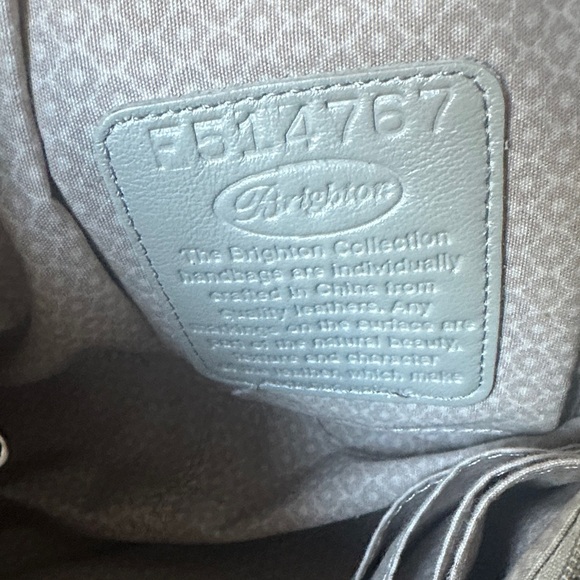 E514767
Brighton
The Brighton Collection
handbags are individually
crafted in China from
Quality leathers. Any
markings on the Surface are
Part of the natural beauty,
texture and character
leather which make